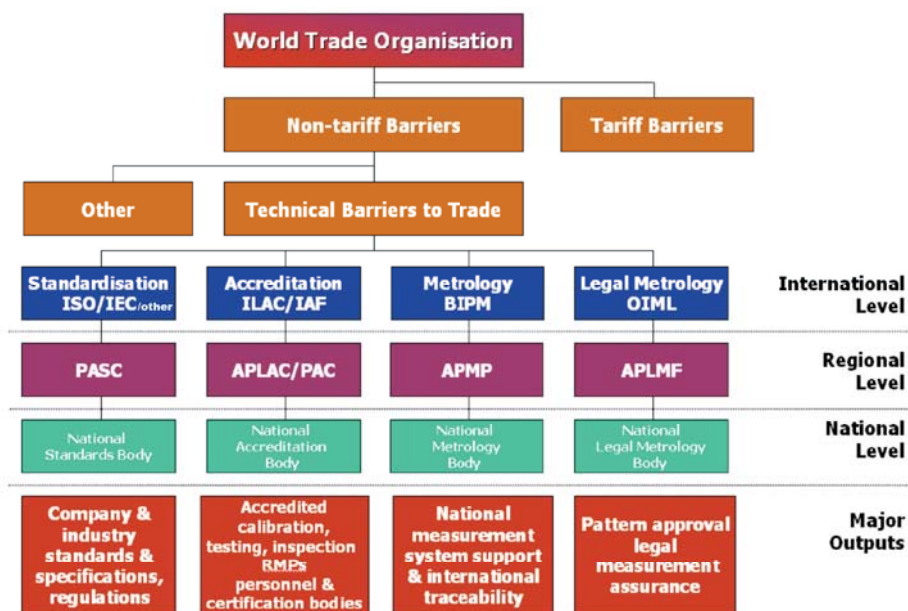 World Trade Organisation
Non-tariff Barriers
Tariff Barriers
Other
Technical Barriers to Trade
Standardisation
ISO/IEC/other
Accreditation
ILAC/IAF
Metrology
BIPM
Legal Metrology
OIML
International
Level
PASC
APLAC/PAC
APMP
APLMF
Regional
Level
National
Standards Body
National
Accreditation
Body
National
Metrology
Body
National
Legal Metrology
Body
National
Level
Company &
industry
standards &
specifications,
regulations
Accredited
calibration,
testing, inspection
RMPs
personnel &
certification bodies
National
measurement
system support
& international
traceability
Pattern approval
legal
measurement
assurance
Major
Outputs